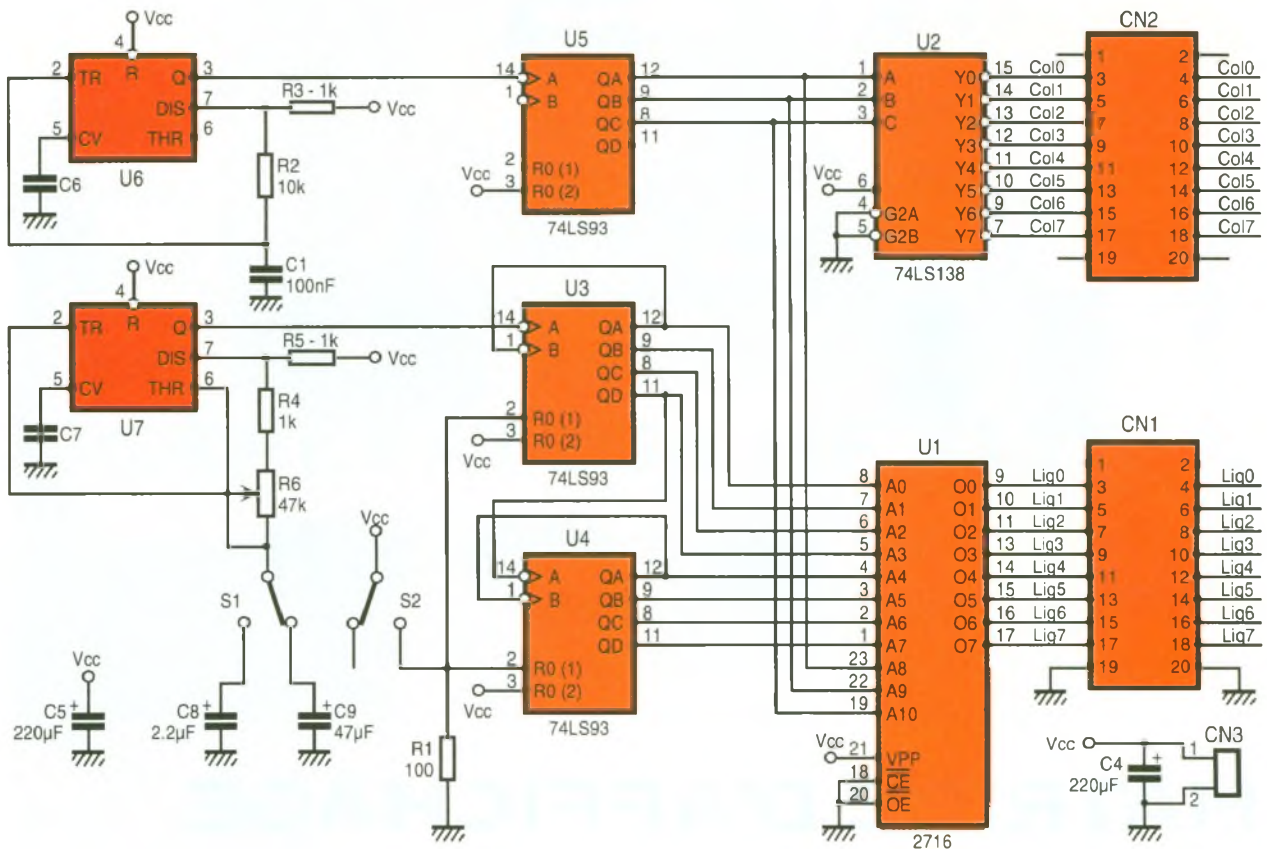 Vcc
4
2 TR R Q 3
DIS 7
5 CV THR 6
U6
C6
R3 - 1k
Vcc
R2
10k
C1
100nF
U5
14 A QA 12
1 B QB 9
QC 8
QD 11
2 R0 (1)
3 R0 (2)
Vcc
74LS93
U2
1 A Y0 15 Col0
2 B Y1 14 Col1
3 C Y2 13 Col2
Y3 12 Col3
Y4 11 Col4
Vcc 6 Y5 10 Col5
4 G2A Y6 9 Col6
5 G2B Y7 7 Col7
74LS138
CN2
1 2
3 4 Col0
5 6 Col1
7 8 Col2
9 10 Col3
11 12 Col4
13 14 Col5
15 16 Col6
17 18 Col7
19 20
Vcc
4
2 TR R Q 3
DIS 7
5 CV THR 6
U7
C7
R5 - 1k
Vcc
R4
1k
R6
47k
S1
Vcc
S2
Vcc
C5 +
220µF
C8 +
2.2µF
+ C9
47µF
R1
100
U3
14 A QA 12
1 B QB 9
QC 8
QD 11
2 R0 (1)
3 R0 (2)
Vcc
74LS93
U4
14 A QA 12
1 B QB 9
QC 8
QD 11
2 R0 (1)
3 R0 (2)
Vcc
74LS93
U1
8 A0 O0 9 Lig0
7 A1 O1 10 Lig1
6 A2 O2 11 Lig2
5 A3 O3 13 Lig3
4 A4 O4 14 Lig4
3 A5 O5 15 Lig5
2 A6 O6 16 Lig6
1 A7 O7 17 Lig7
23 A8
22 A9
19 A10
Vcc 21 VPP
18 CE
20 OE
2716
CN1
1 2
3 4 Lig0
5 6 Lig1
7 8 Lig2
9 10 Lig3
11 12 Lig4
13 14 Lig5
15 16 Lig6
17 18 Lig7
19 20
Vcc
C4 +
220µF
1 CN3
2